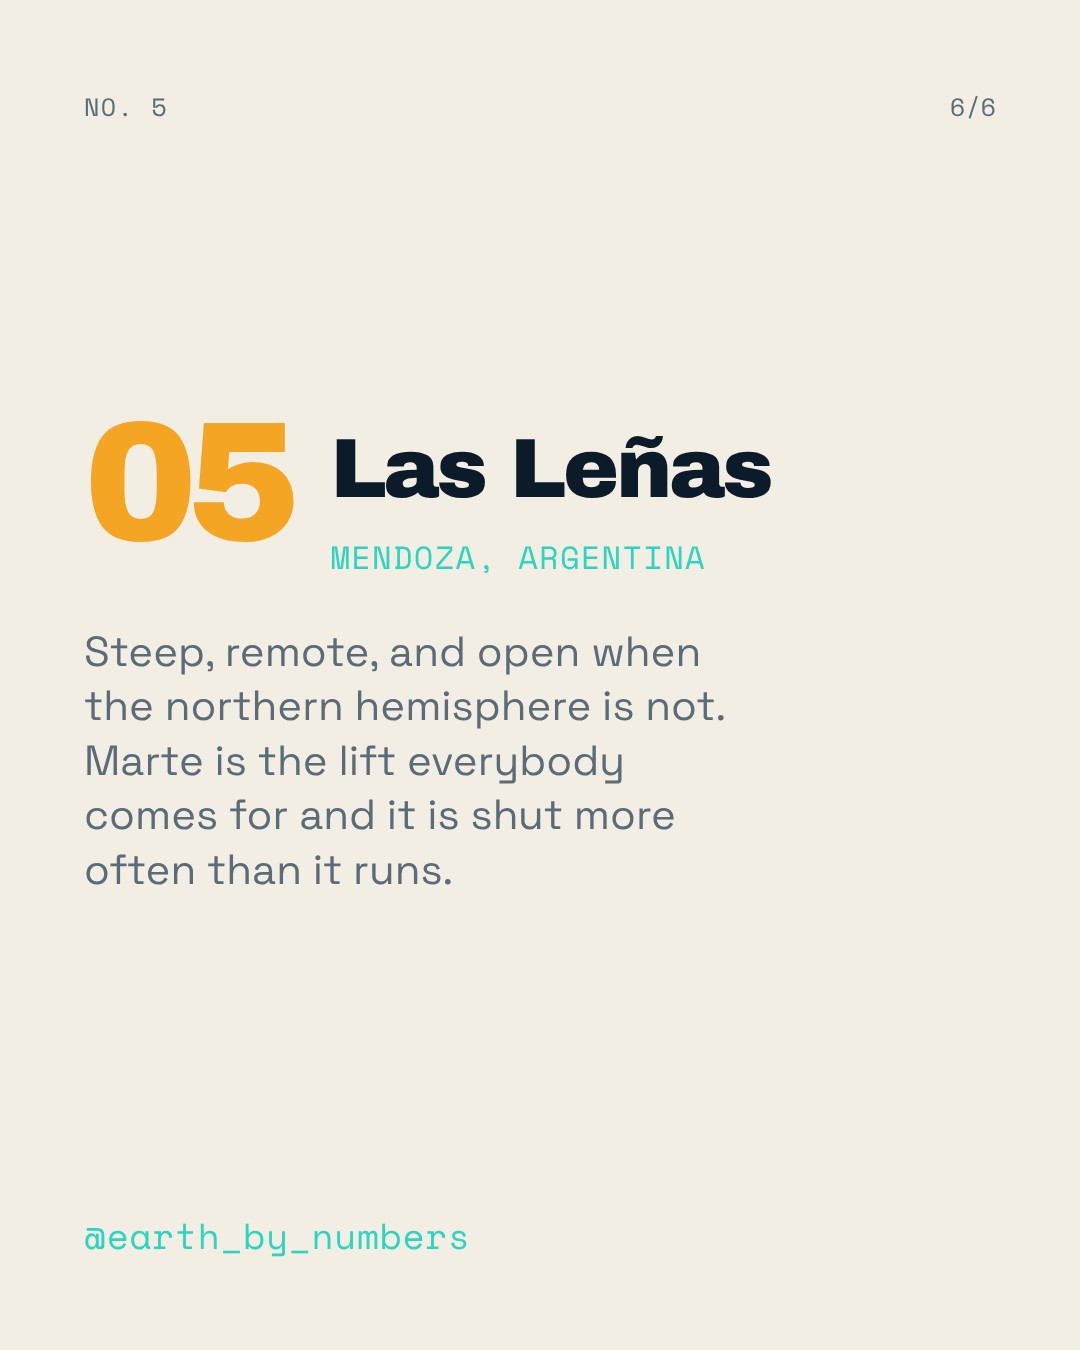 NO. 5
6/6
05
Las Leñas
MENDOZA, ARGENTINA
Steep, remote, and open when
the northern hemisphere is not.
Marte is the lift everybody
comes for and it is shut more
often than it runs.
@earth_by_numbers